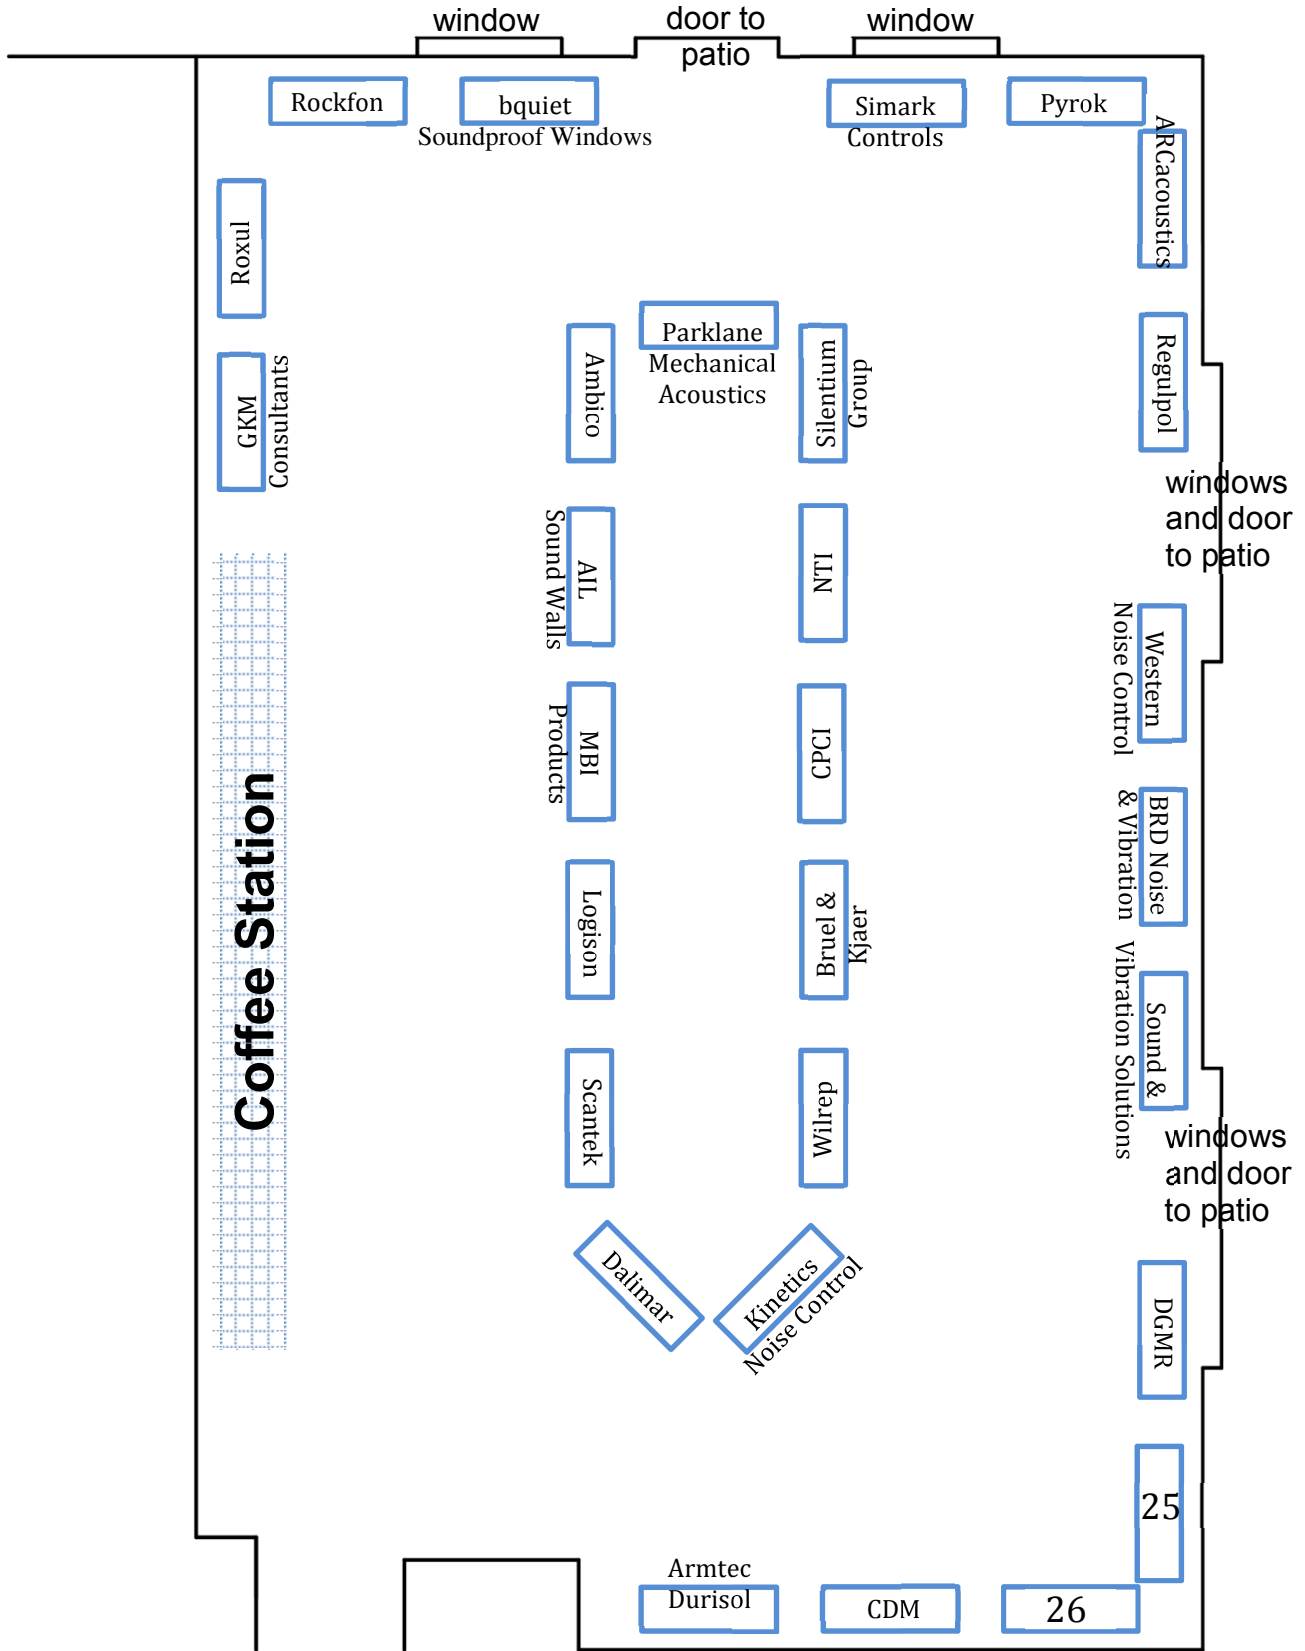 window
door to
patio
window
Rockfon
bquiet
Soundproof Windows
Simark
Controls
Pyrok
ARCacoustics
Roxul
GKM
Consultants
Parklane
Mechanical
Acoustics
Ambico
Silentium
Group
Regulpol
windows
and door
to patio
AIL
Sound Walls
NTI
Western
Noise Control
MBI
Products
CPCI
BRD Noise
& Vibration
Coffee Station
Logison
Bruel &
Kjaer
Sound &
Vibration Solutions
Scantek
Wilrep
windows
and door
to patio
Dalimar
Kinetics
Noise Control
DGMR
25
Armtec
Durisol
CDM
26